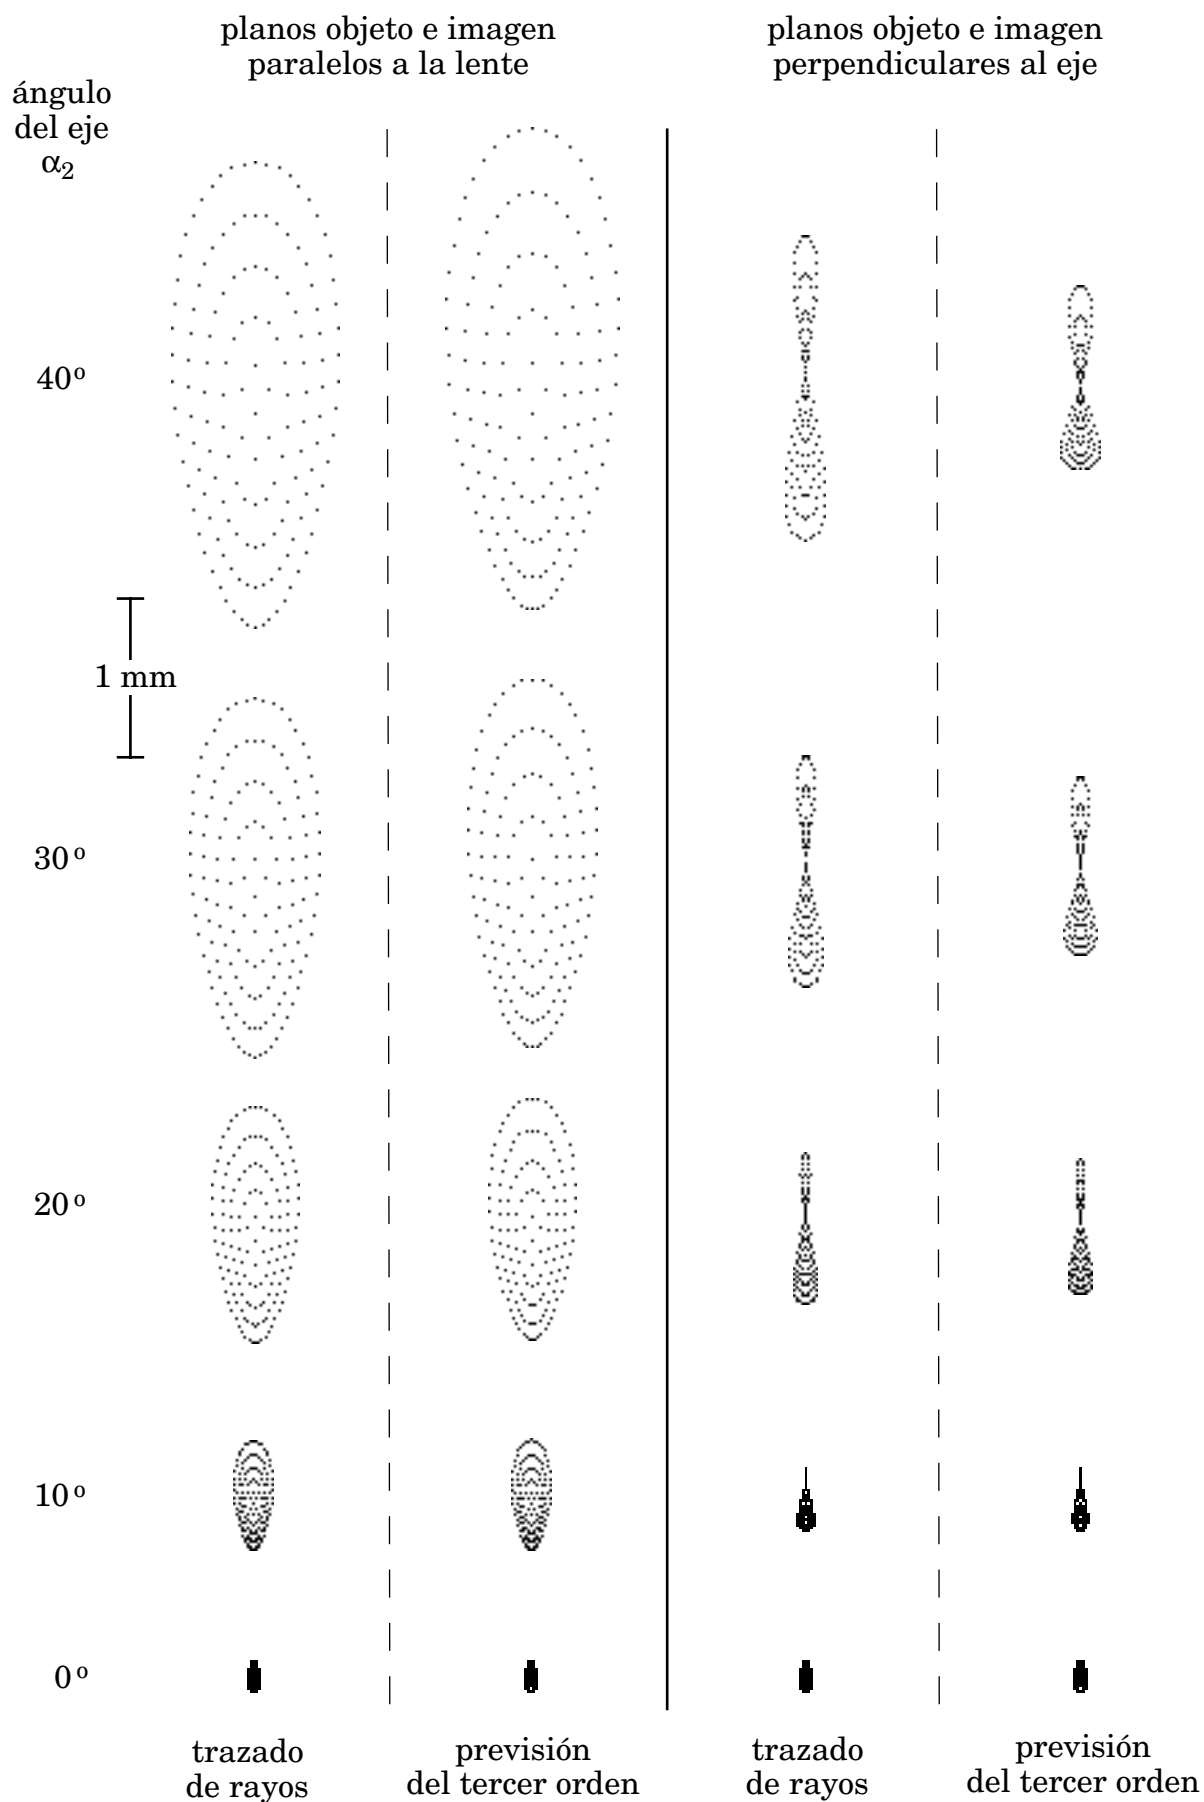 planos objeto e imagen
paralelos a la lente
planos objeto e imagen
perpendiculares al eje
ángulo
del eje
α₂
40º
1 mm
30º
20º
10º
0º
trazado
de rayos
previsión
del tercer orden
trazado
de rayos
previsión
del tercer orden